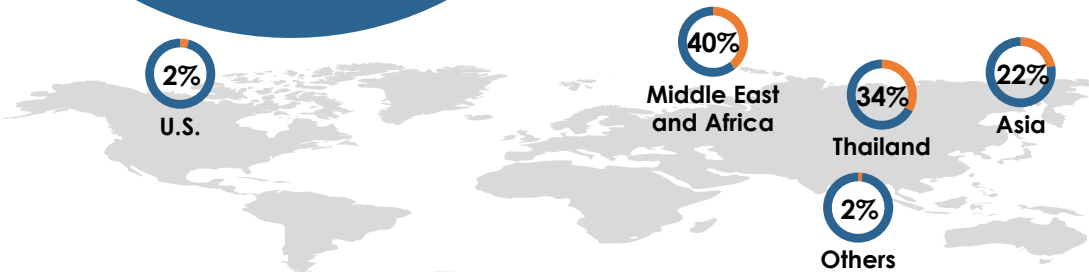 2%
U.S.
40%
Middle East
and Africa
34%
Thailand
22%
Asia
2%
Others